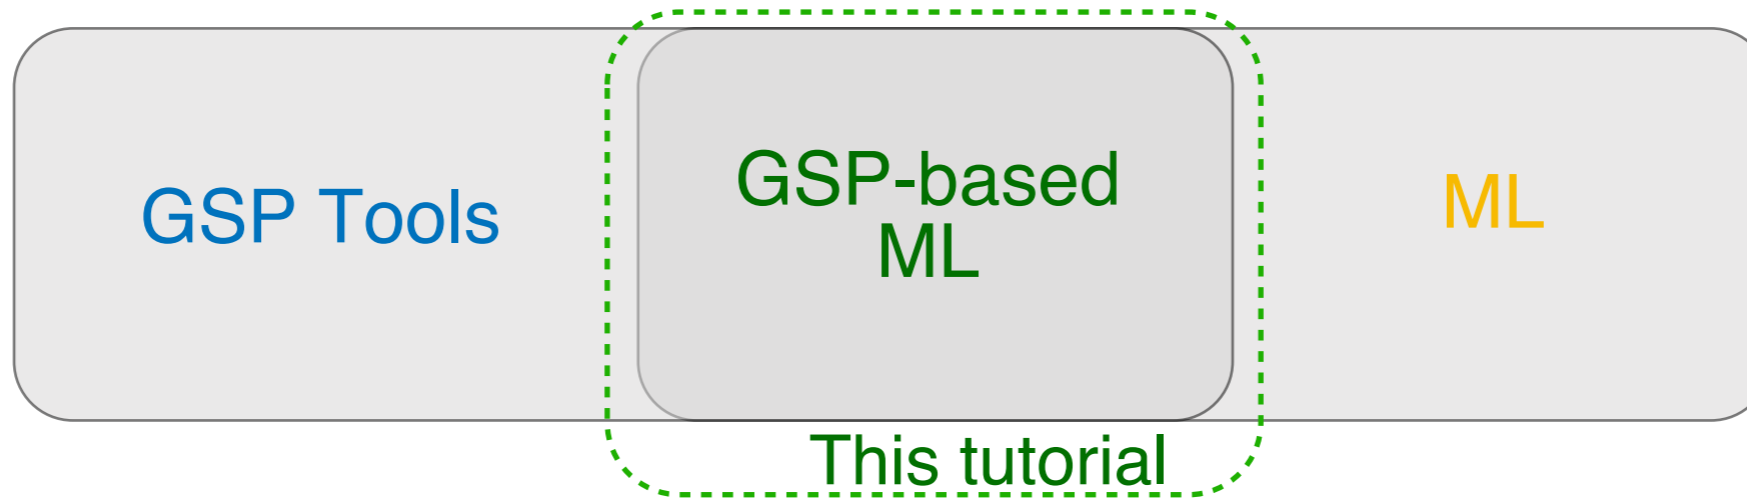 GSP Tools
GSP-based
ML
ML
This tutorial